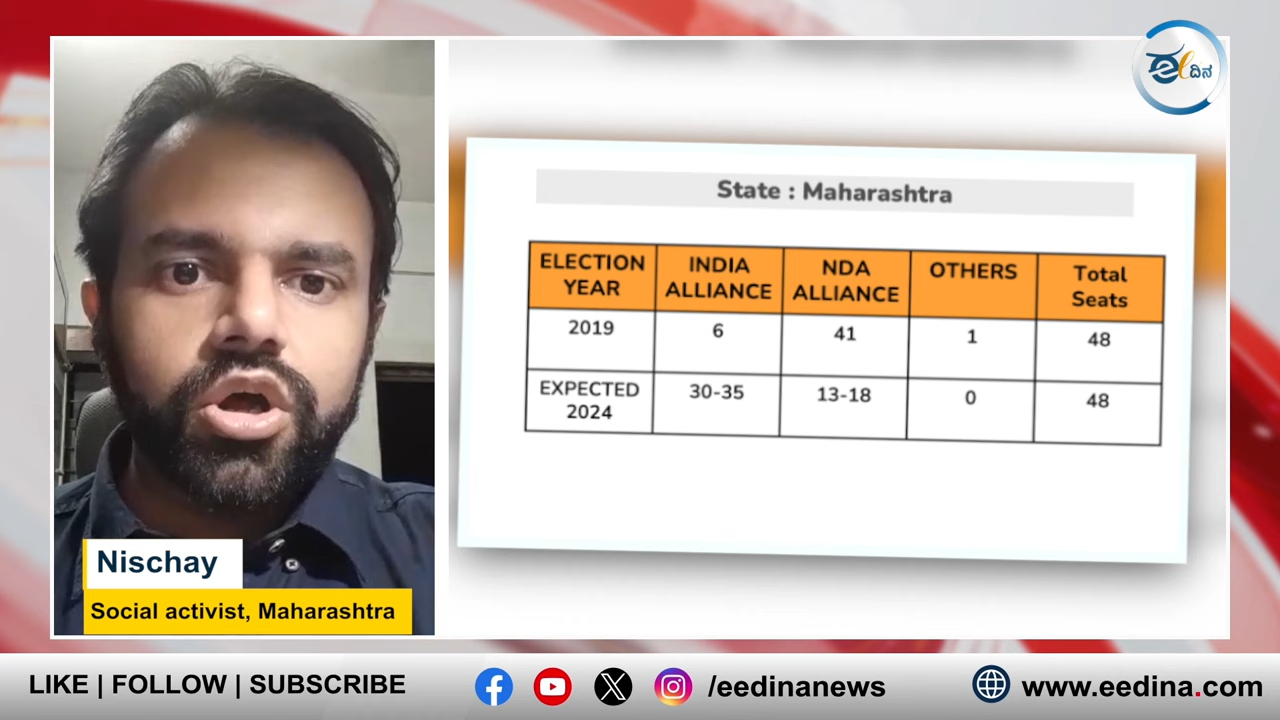 eಲ ದಿನ
State : Maharashtra
ELECTION YEAR | INDIA ALLIANCE | NDA ALLIANCE | OTHERS | Total Seats
2019 | 6 | 41 | 1 | 48
EXPECTED 2024 | 30-35 | 13-18 | 0 | 48
Nischay
Social activist, Maharashtra
LIKE | FOLLOW | SUBSCRIBE
/eedinanews
www.eedina.com